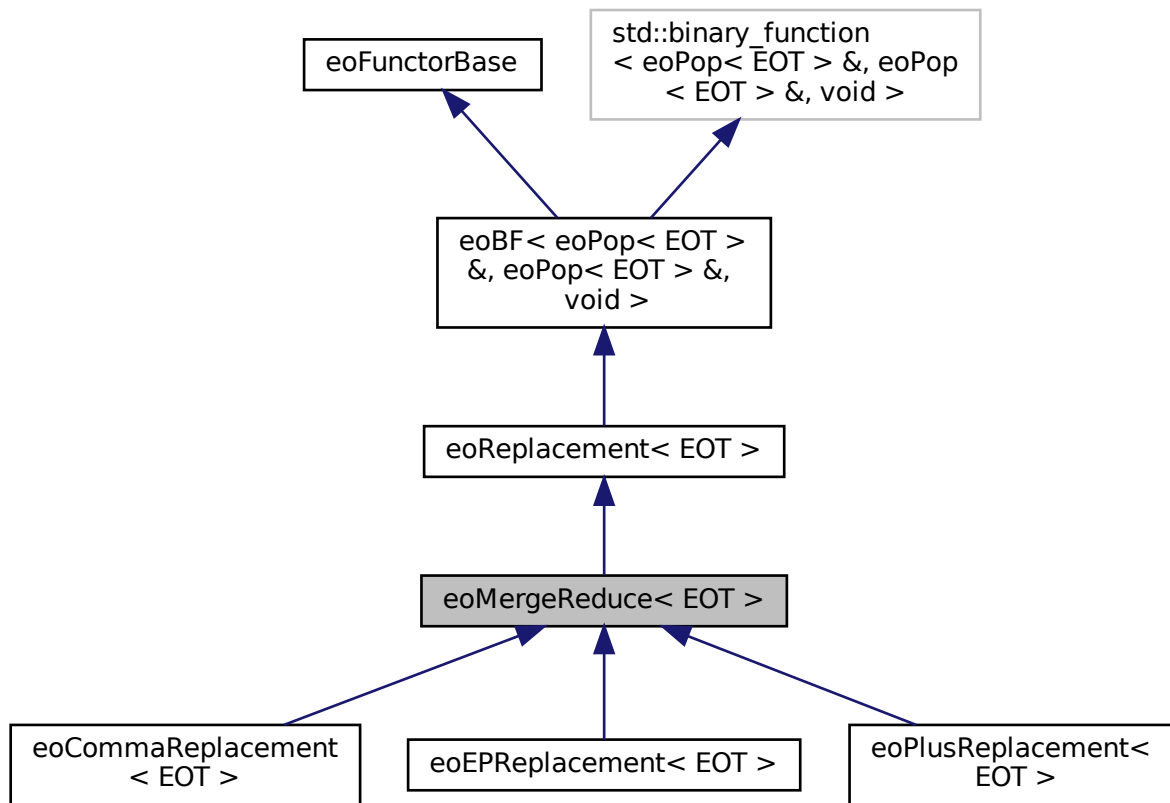 eoFunctorBase
std::binary_function
< eoPop< EOT > &, eoPop
< EOT > &, void >
eoBF< eoPop< EOT >
&, eoPop< EOT > &,
void >
eoReplacement< EOT >
eoMergeReduce< EOT >
eoCommaReplacement
< EOT >
eoEPReplacement< EOT >
eoPlusReplacement<
EOT >